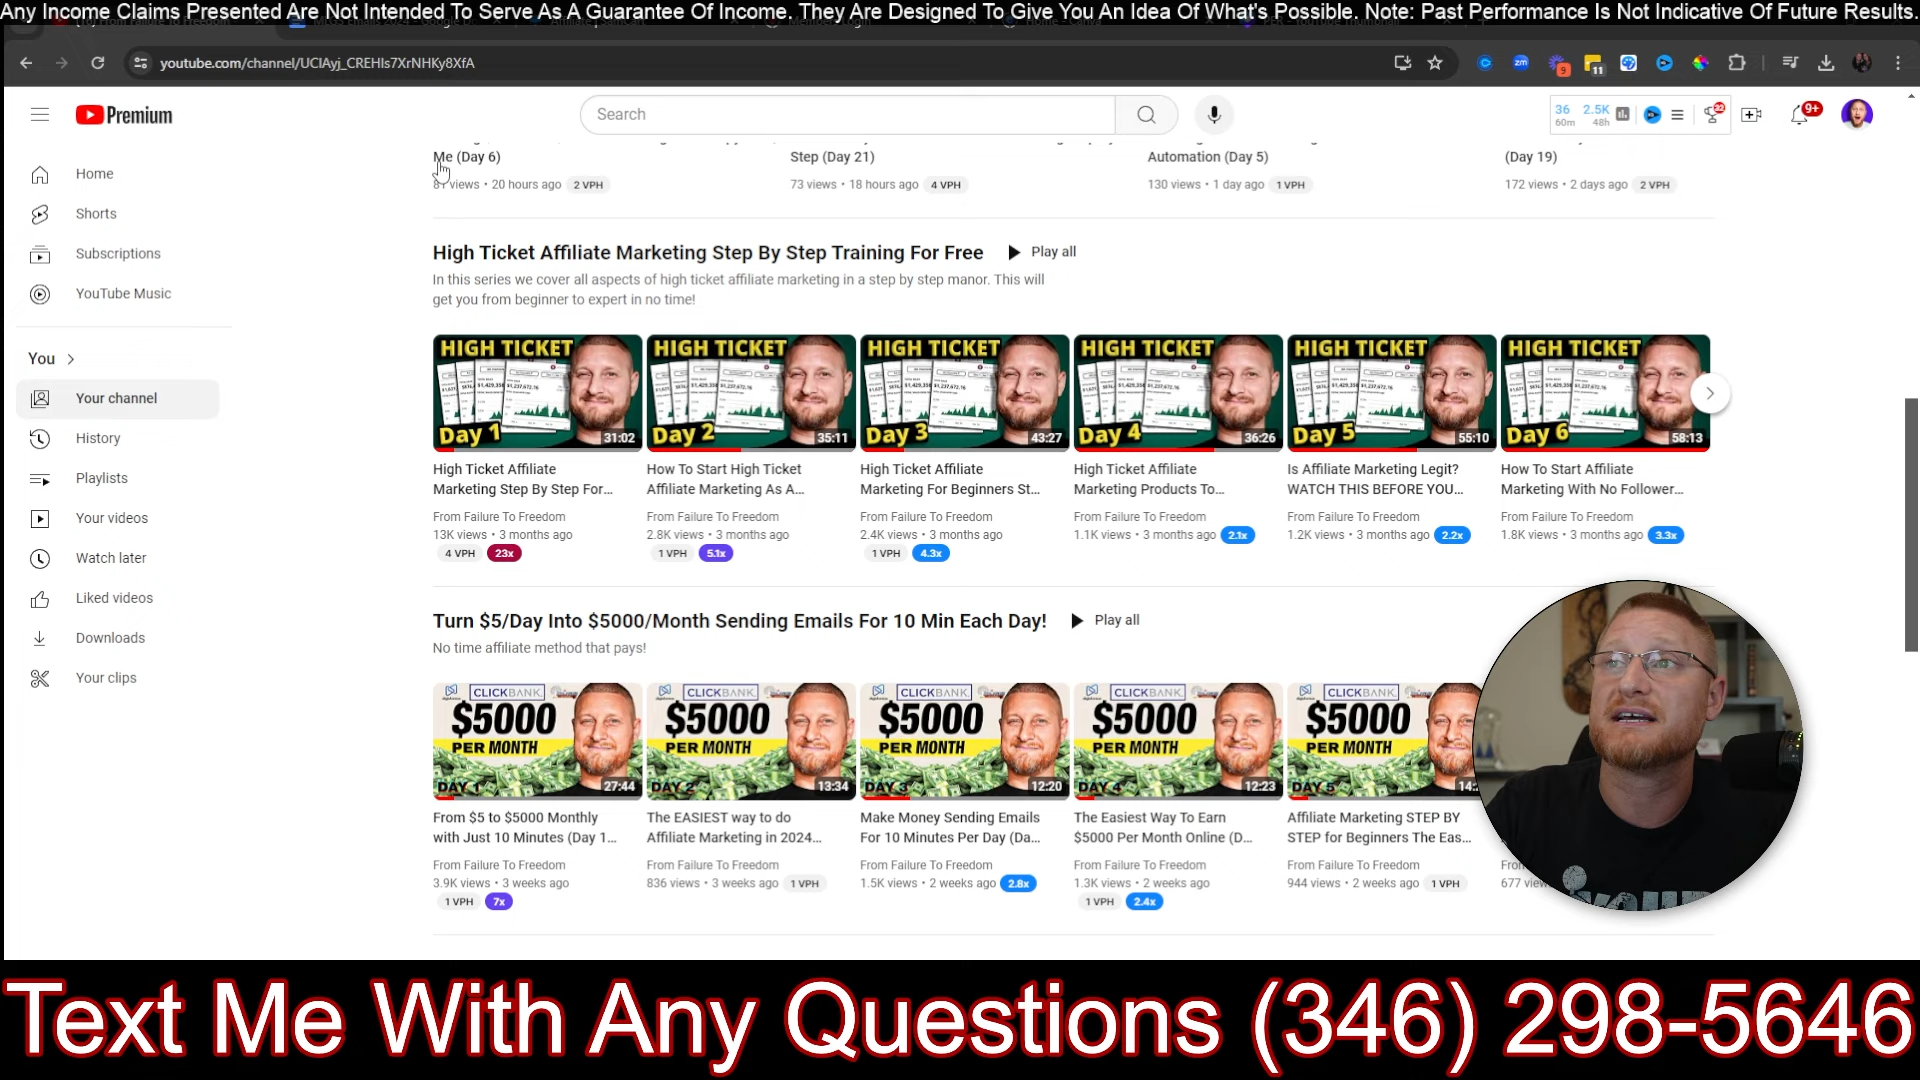 Any Income Claims Presented Are Not Intended To Serve As A Guarantee Of Income. They Are Designed To Give You An Idea Of What's Possible. Note: Past Performance Is Not Indicative Of Future Results.
youtube.com/channel/UCIAyj_CREHIs7XrNHKy8XfA
zm
9
11
Premium
Search
36
60m
2.5K
48h
22
9+
Home
Shorts
Subscriptions
YouTube Music
You
Your channel
History
Playlists
Your videos
Watch later
Liked videos
Downloads
Your clips
Me (Day 6)
views • 20 hours ago 2 VPH
Step (Day 21)
73 views • 18 hours ago 4 VPH
Automation (Day 5)
130 views • 1 day ago 1 VPH
(Day 19)
172 views • 2 days ago 2 VPH
High Ticket Affiliate Marketing Step By Step Training For Free Play all
In this series we cover all aspects of high ticket affiliate marketing in a step by step manor. This will
get you from beginner to expert in no time!
HIGH TICKET
Day 1
31:02
High Ticket Affiliate
Marketing Step By Step For...
From Failure To Freedom
13K views • 3 months ago
4 VPH 23x
HIGH TICKET
Day 2
35:11
How To Start High Ticket
Affiliate Marketing As A...
From Failure To Freedom
2.8K views • 3 months ago
1 VPH 5.1x
HIGH TICKET
Day 3
43:27
High Ticket Affiliate
Marketing For Beginners St...
From Failure To Freedom
2.4K views • 3 months ago
1 VPH 4.3x
HIGH TICKET
Day 4
36:26
High Ticket Affiliate
Marketing Products To...
From Failure To Freedom
1.1K views • 3 months ago 2.1x
HIGH TICKET
Day 5
55:10
Is Affiliate Marketing Legit?
WATCH THIS BEFORE YOU...
From Failure To Freedom
1.2K views • 3 months ago 2.2x
HIGH TICKET
Day 6
58:13
How To Start Affiliate
Marketing With No Follower...
From Failure To Freedom
1.8K views • 3 months ago 3.3x
Turn $5/Day Into $5000/Month Sending Emails For 10 Min Each Day! Play all
No time affiliate method that pays!
CLICKBANK
$5000
PER MONTH
DAY 1
27:44
From $5 to $5000 Monthly
with Just 10 Minutes (Day 1...
From Failure To Freedom
3.9K views • 3 weeks ago
1 VPH 7x
CLICKBANK
$5000
PER MONTH
DAY 2
13:34
The EASIEST way to do
Affiliate Marketing in 2024...
From Failure To Freedom
836 views • 3 weeks ago 1 VPH
CLICKBANK
$5000
PER MONTH
DAY 3
12:20
Make Money Sending Emails
For 10 Minutes Per Day (Da...
From Failure To Freedom
1.5K views • 2 weeks ago 2.8x
CLICKBANK
$5000
PER MONTH
DAY 4
12:23
The Easiest Way To Earn
$5000 Per Month Online (D...
From Failure To Freedom
1.3K views • 2 weeks ago
1 VPH 2.4x
CLICKBANK
$5000
PER MONTH
DAY 5
14:
Affiliate Marketing STEP BY
STEP for Beginners The Eas...
From Failure To Freedom
944 views • 2 weeks ago 1 VPH
677 view
Text Me With Any Questions (346) 298-5646